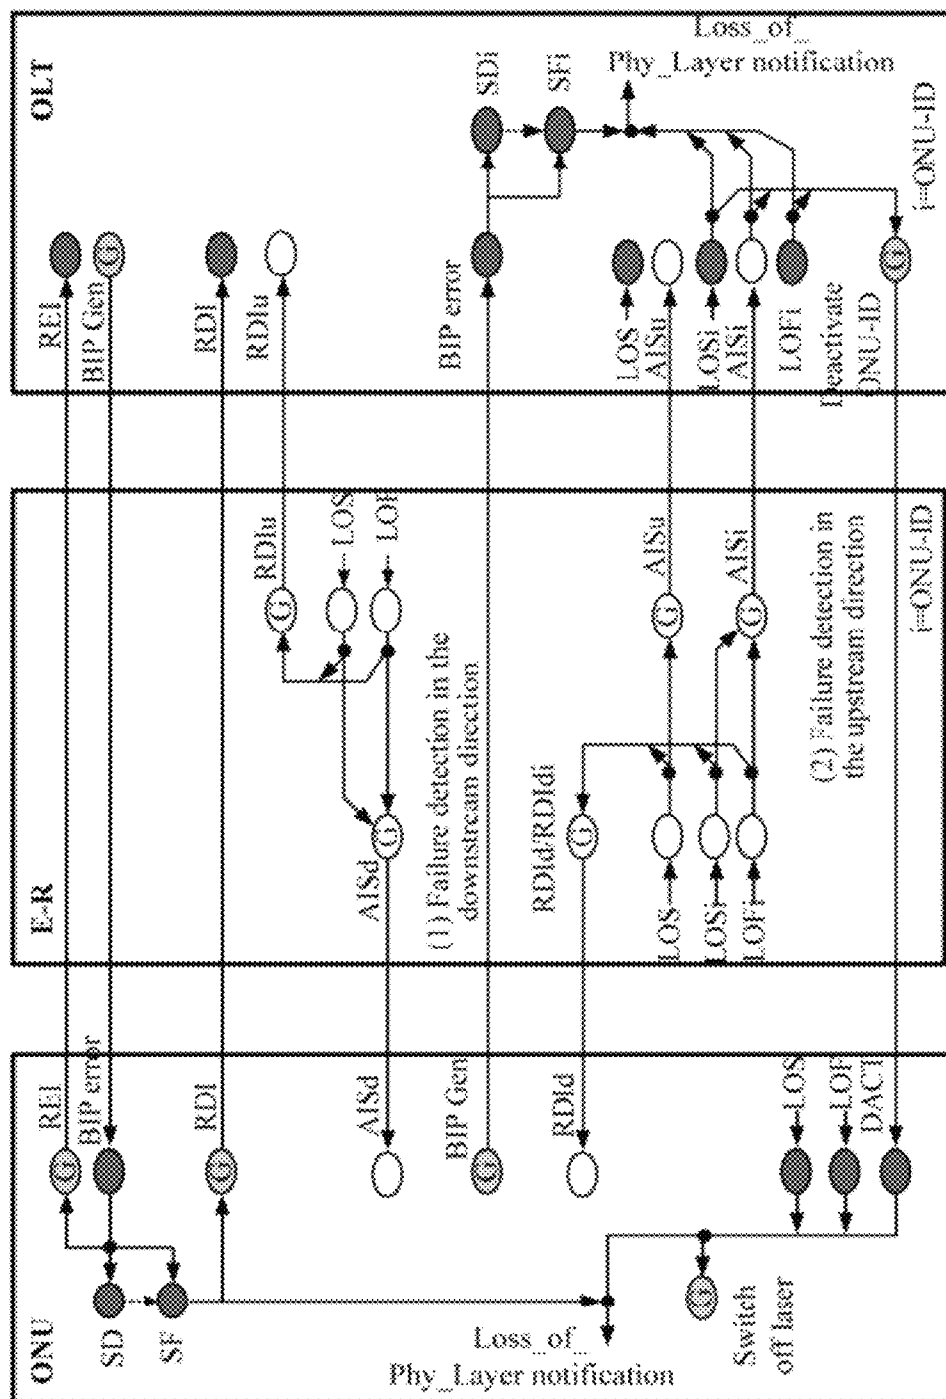 OLT
REI
G
BIP Gen
RDI
RDIu
BIP error
SDi
SFi
Loss_of_
Phy_Layer notification
LOS
AISu
LOSi
AISi
LOFi
Deactivate
ONU-ID
G
i=ONU-ID
E-R
RDIu
G
LOS
LOF
AISd
G
(1) Failure detection in the
downstream direction
RDId/RDIdi
G
AISu
G
AISi
G
LOS
LOSi
LOFi
(2) Failure detection in
the upstream direction
i=ONU-ID
ONU
REI
G
BIP error
SD
SF
RDI
G
AISd
BIP Gen
G
RDId
Loss_of_
Phy_Layer notification
G
Switch
off laser
LOS
LOF
DACT